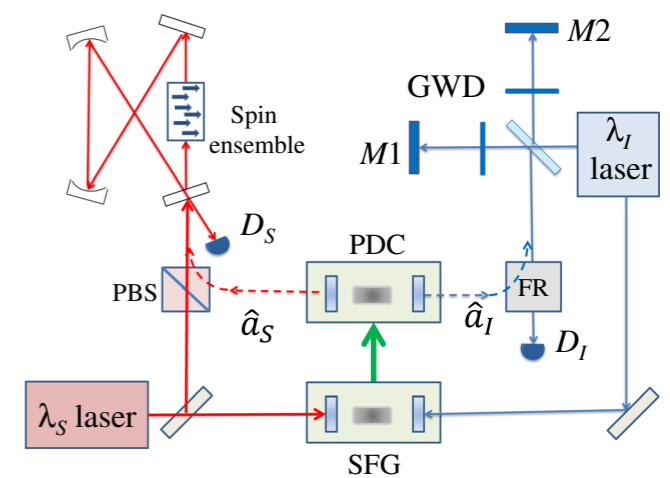 M2
GWD
Spin
ensemble
M1
λ_I
laser
D_S
PDC
PBS
FR
â_S
â_I
D_I
λ_S laser
SFG